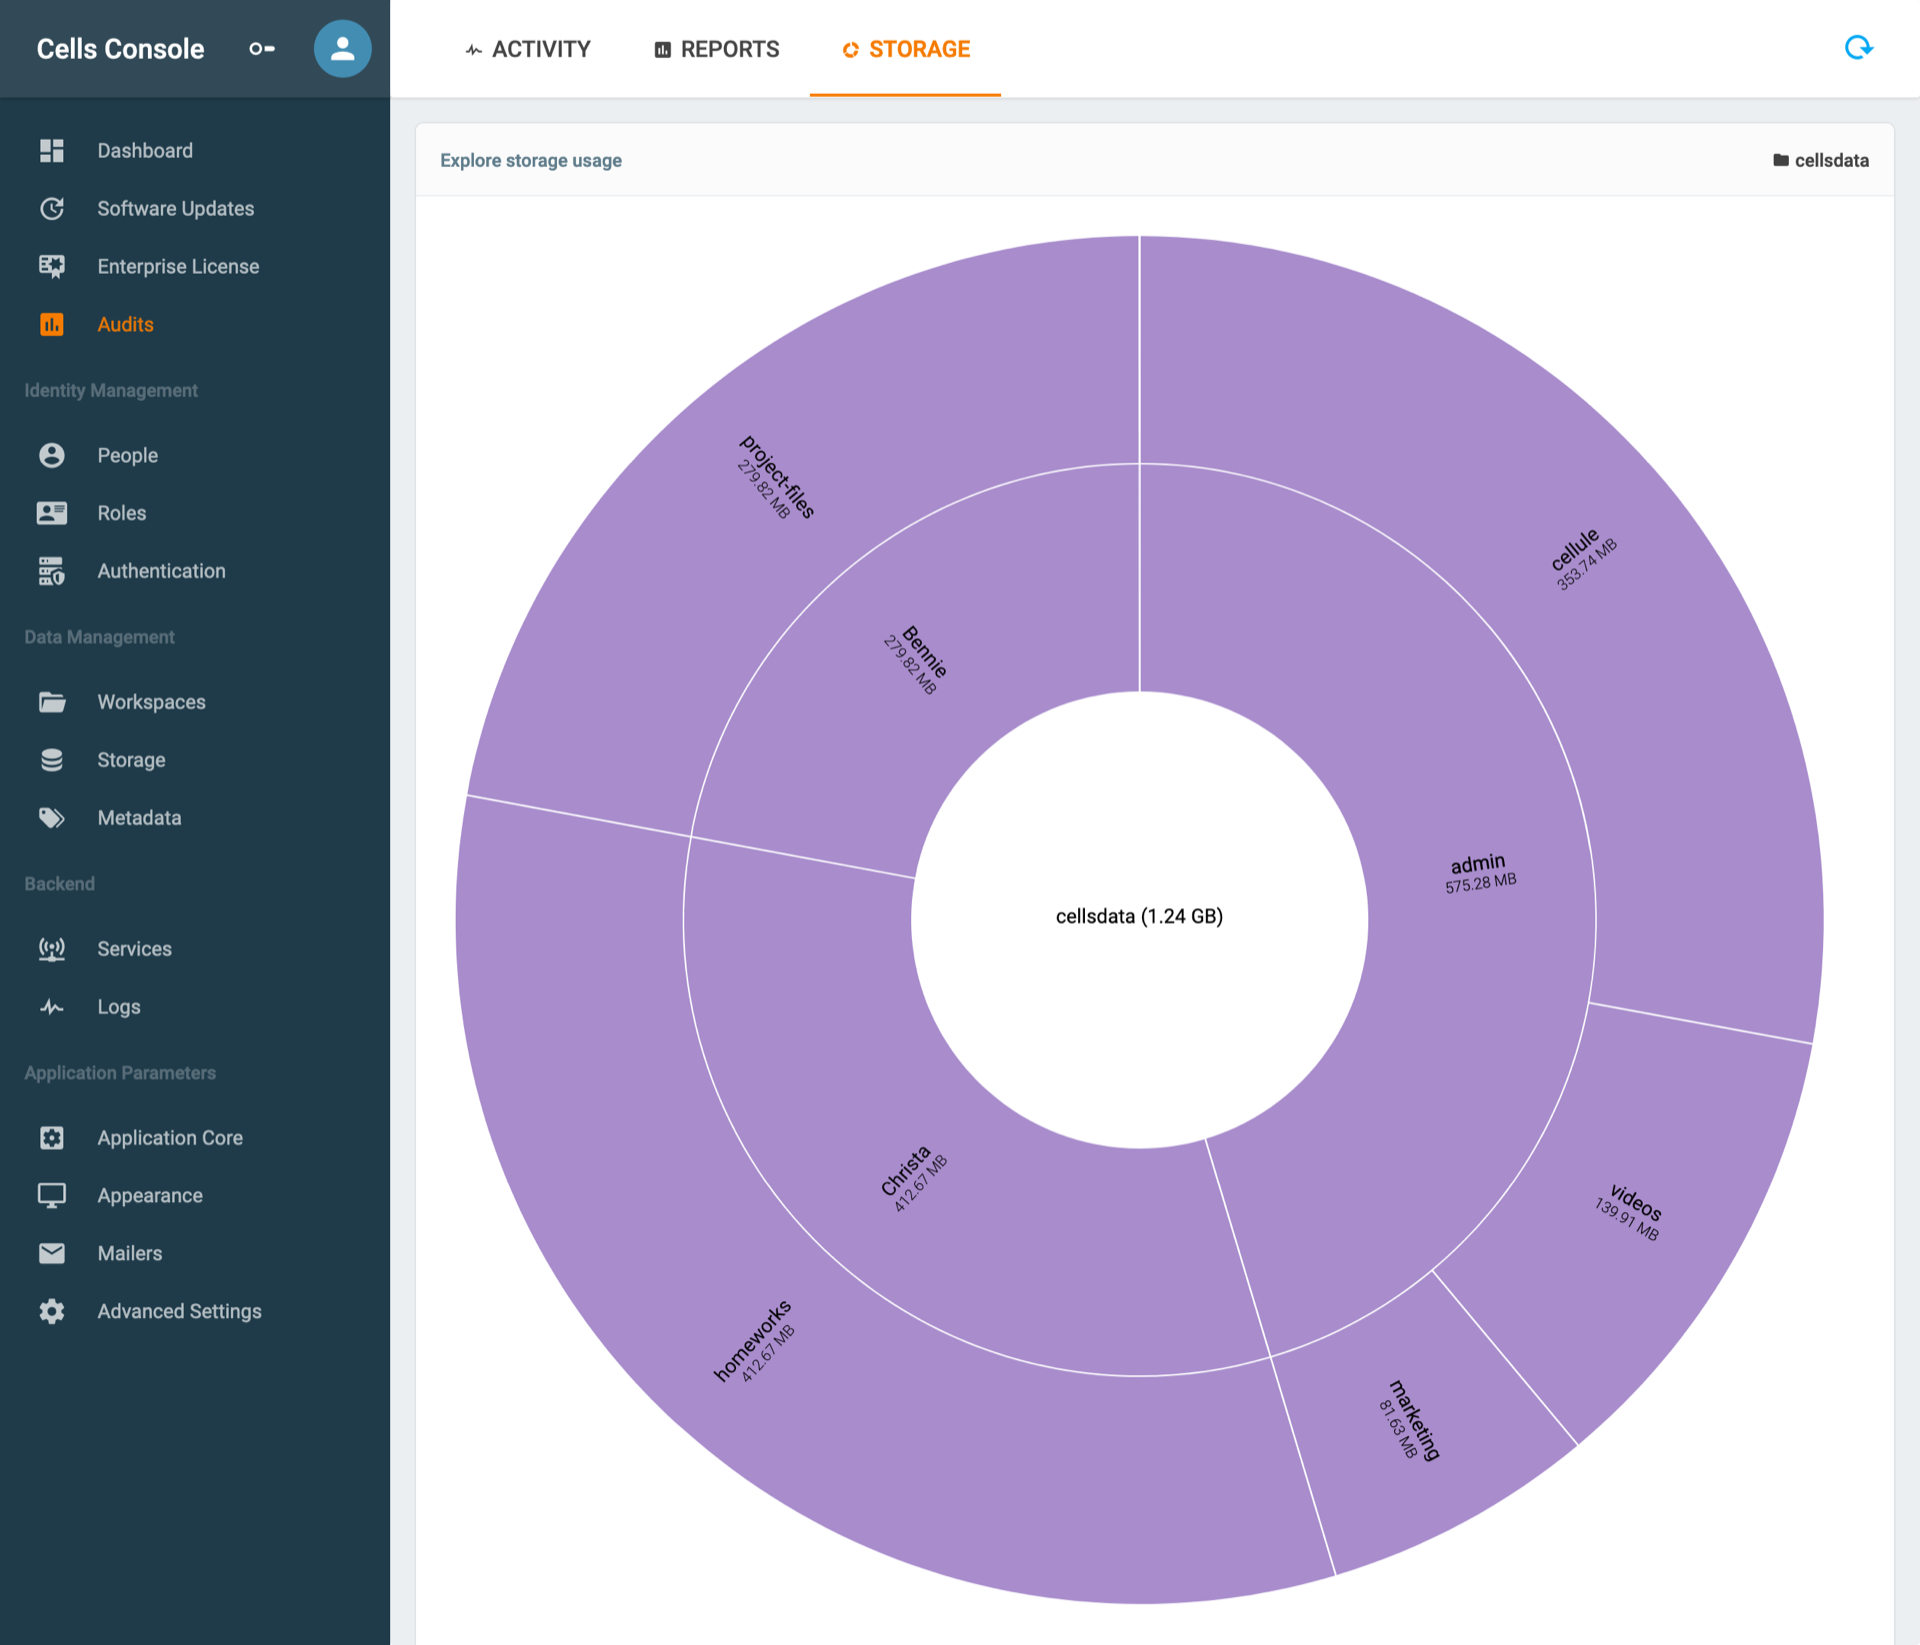 Cells Console
ACTIVITY
REPORTS
STORAGE
Dashboard
Software Updates
Enterprise License
Audits
Identity Management
People
Roles
Authentication
Data Management
Workspaces
Storage
Metadata
Backend
Services
Logs
Application Parameters
Application Core
Appearance
Mailers
Advanced Settings
Explore storage usage
cellsdata
project-files
279.82 MB
cellule
353.74 MB
Bennie
279.82 MB
admin
575.28 MB
cellsdata (1.24 GB)
Christa
412.67 MB
videos
139.91 MB
homeworks
412.67 MB
marketing
81.63 MB